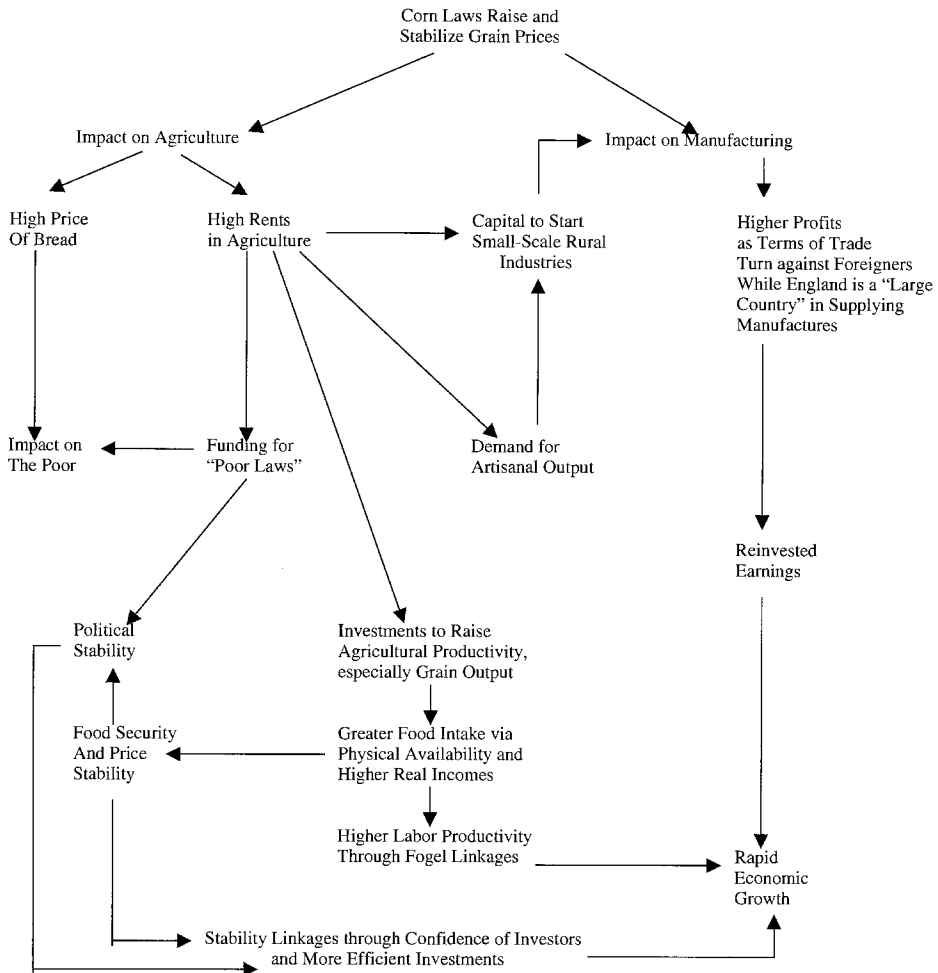 Corn Laws Raise and
Stabilize Grain Prices
Impact on Agriculture
Impact on Manufacturing
High Price
Of Bread
High Rents
in Agriculture
Capital to Start
Small-Scale Rural
Industries
Higher Profits
as Terms of Trade
Turn against Foreigners
While England is a “Large
Country” in Supplying
Manufactures
Impact on
The Poor
Funding for
“Poor Laws”
Demand for
Artisanal Output
Reinvested
Earnings
Political
Stability
Investments to Raise
Agricultural Productivity,
especially Grain Output
Food Security
And Price
Stability
Greater Food Intake via
Physical Availability and
Higher Real Incomes
Higher Labor Productivity
Through Fogel Linkages
Rapid
Economic
Growth
Stability Linkages through Confidence of Investors
and More Efficient Investments